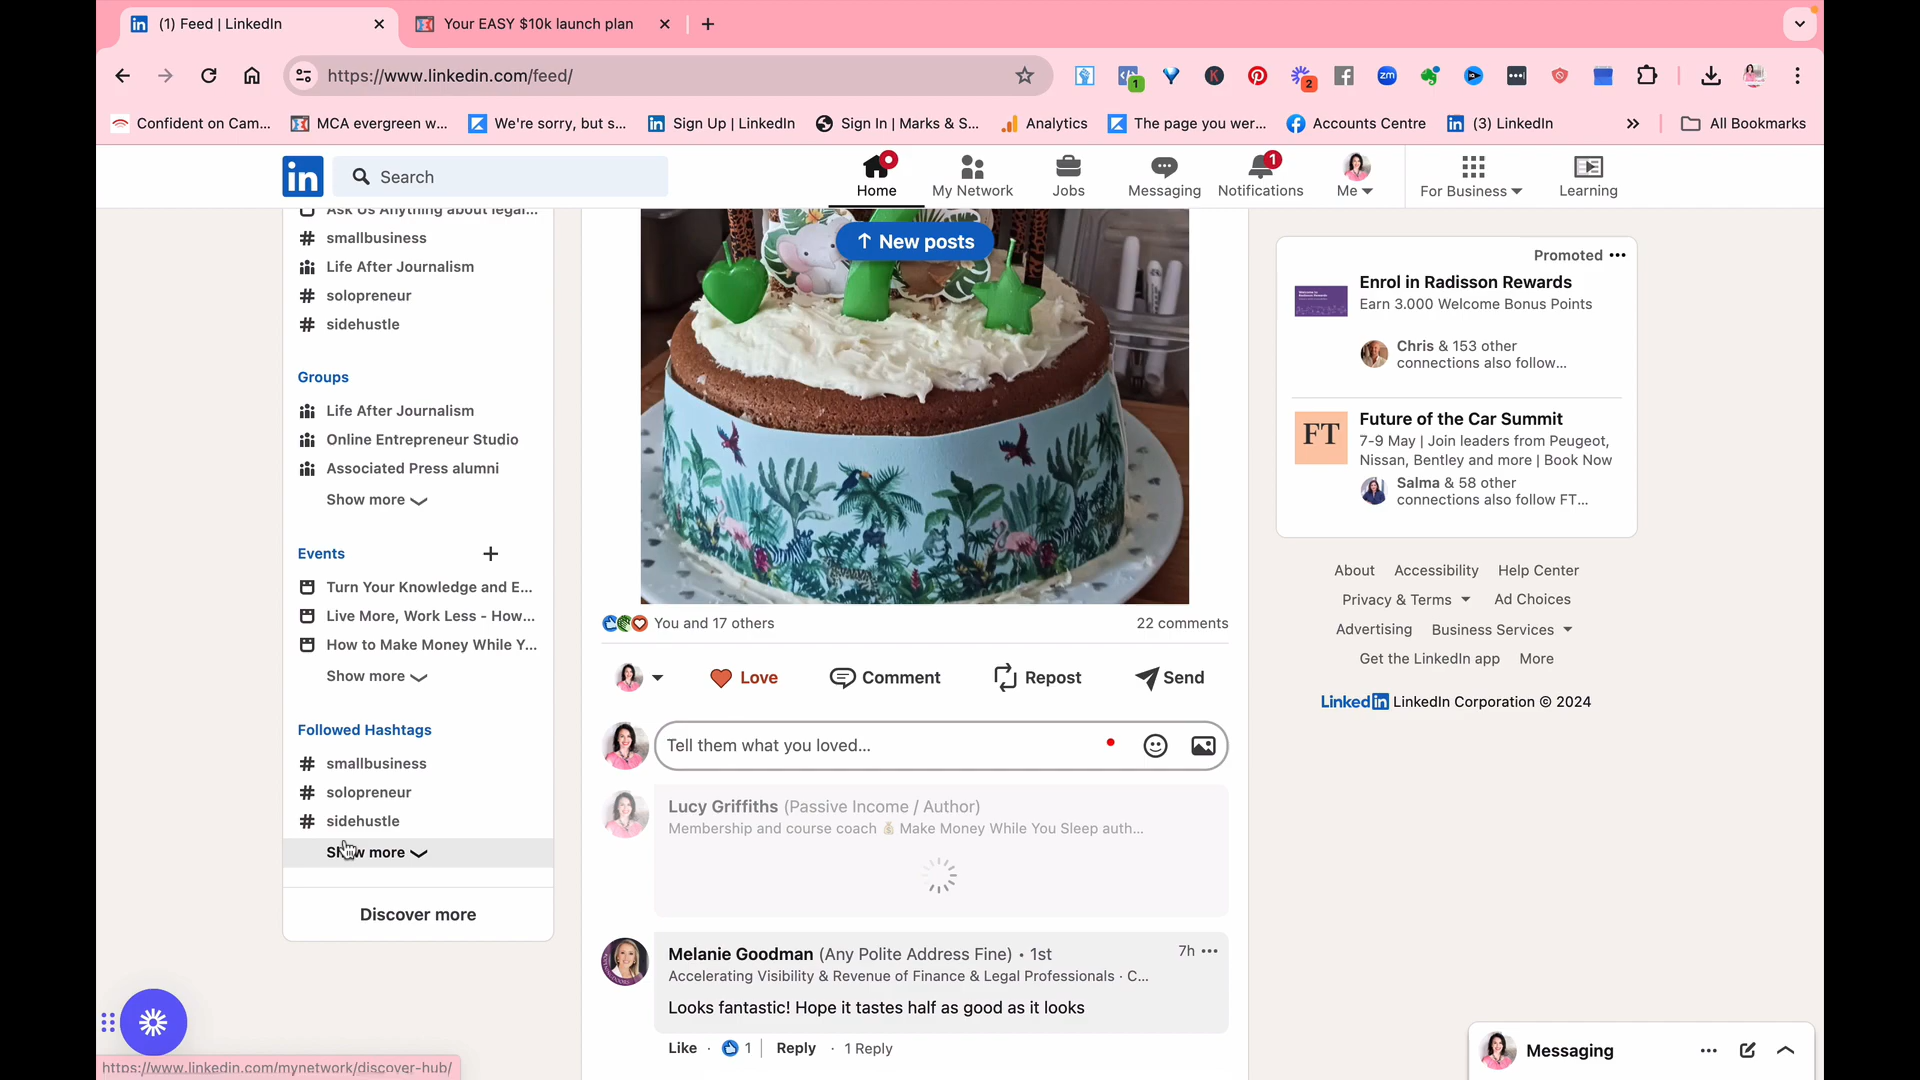 (1) Feed | LinkedIn
Your EASY $10k launch plan
https://www.linkedin.com/feed/
1
K
2
zm
Confident on Cam...
MCA evergreen w...
We're sorry, but s...
Sign Up | LinkedIn
Sign In | Marks & S...
Analytics
The page you wer...
Accounts Centre
(3) LinkedIn
All Bookmarks
in
Search
Home
My Network
Jobs
Messaging
1
Notifications
Me
For Business
Learning
Ask Us Anything about legal...
# smallbusiness
Life After Journalism
# solopreneur
# sidehustle
Groups
Life After Journalism
Online Entrepreneur Studio
Associated Press alumni
Show more
Events
Turn Your Knowledge and E...
Live More, Work Less - How...
How to Make Money While Y...
Show more
Followed Hashtags
# smallbusiness
# solopreneur
# sidehustle
Show more
Discover more
https://www.linkedin.com/mynetwork/discover-hub/
↑ New posts
You and 17 others
22 comments
Love
Comment
Repost
Send
Tell them what you loved...
Lucy Griffiths (Passive Income / Author)
Membership and course coach 💰 Make Money While You Sleep auth...
Melanie Goodman (Any Polite Address Fine) • 1st
7h
Accelerating Visibility & Revenue of Finance & Legal Professionals · C...
Looks fantastic! Hope it tastes half as good as it looks
Like · 1 | Reply · 1 Reply
Promoted
Enrol in Radisson Rewards
Earn 3.000 Welcome Bonus Points
Chris & 153 other
connections also follow...
FT
Future of the Car Summit
7-9 May | Join leaders from Peugeot,
Nissan, Bentley and more | Book Now
Salma & 58 other
connections also follow FT...
About Accessibility Help Center
Privacy & Terms Ad Choices
Advertising Business Services
Get the LinkedIn app More
LinkedIn LinkedIn Corporation © 2024
Messaging